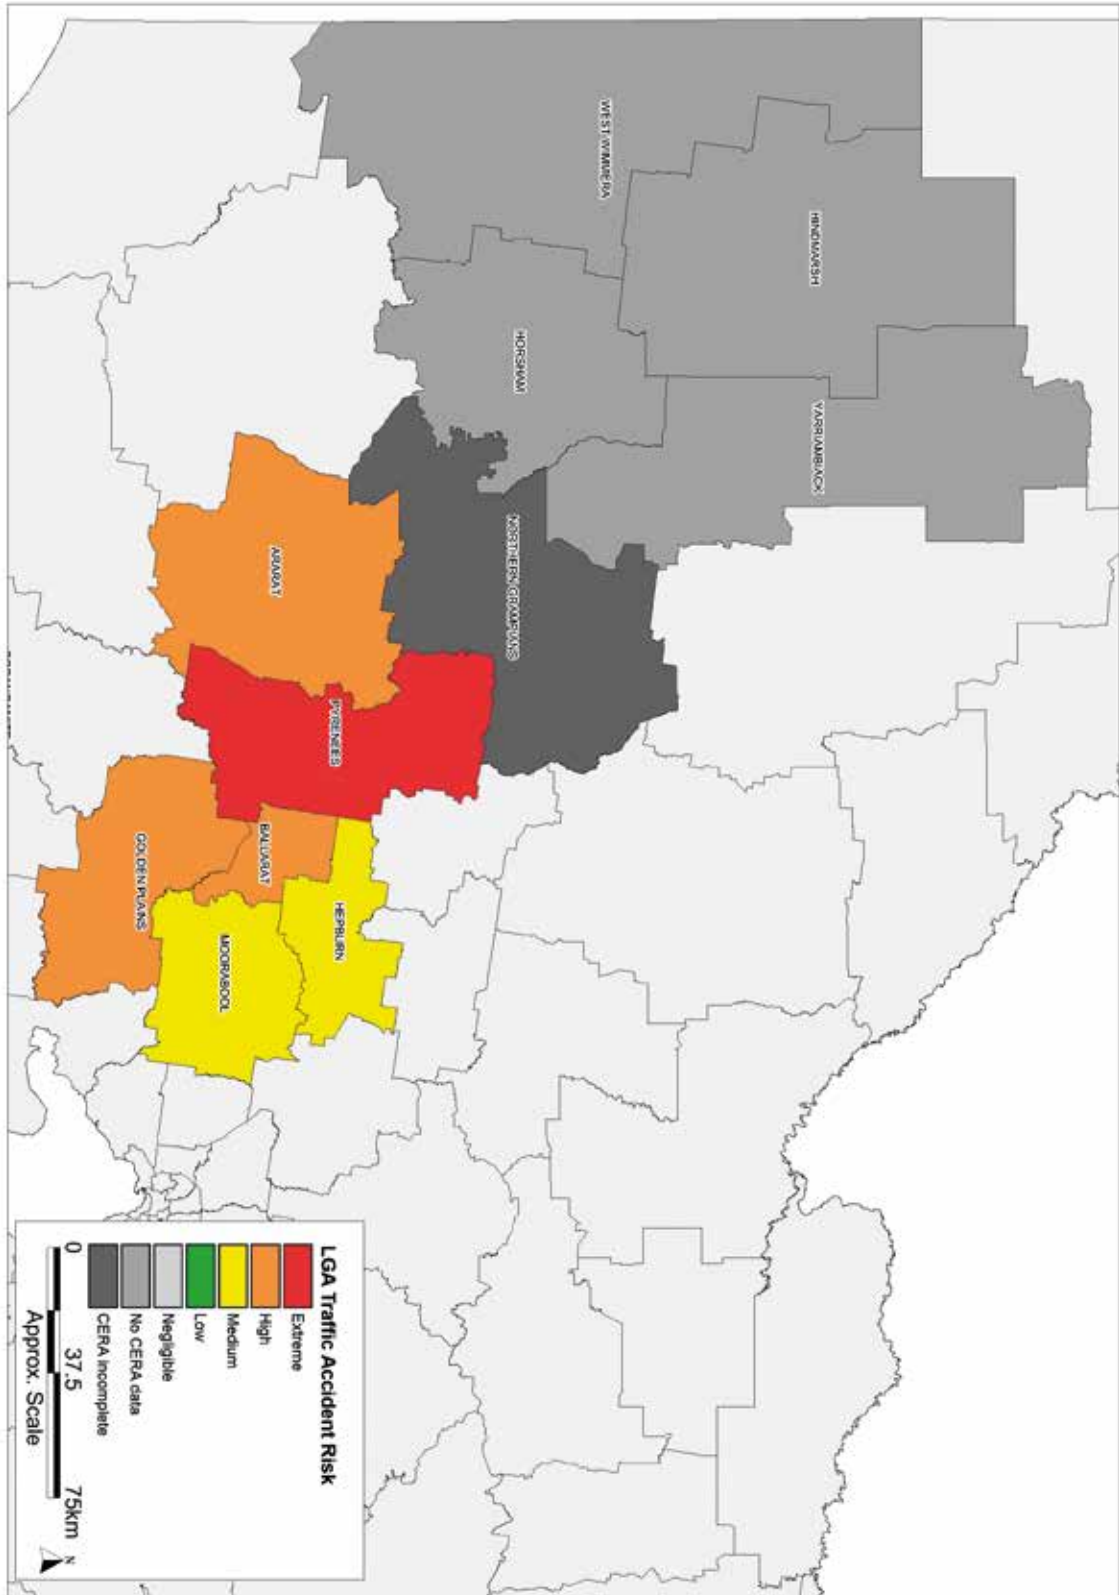 WEST WIMMERA
HINDMARSH
HORSHAM
YARRIAMBIACK
NORTHERN GRAMPIANS
ARARAT
PYRENEES
GOLDEN PLAINS
BALLARAT
HEPBURN
MOORABOOL
LGA Traffic Accident Risk
Extreme
High
Medium
Low
Negligible
No CERA data
CERA incomplete
0 37.5 75km
Approx. Scale
N